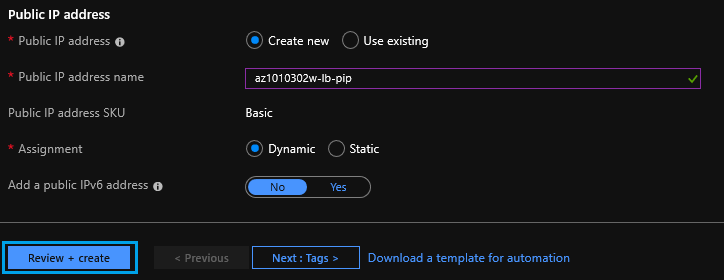 Public IP address
* Public IP address Create new Use existing
* Public IP address name az1010302w-lb-pip
Public IP address SKU Basic
* Assignment Dynamic Static
Add a public IPv6 address No Yes
Review + create < Previous Next : Tags > Download a template for automation